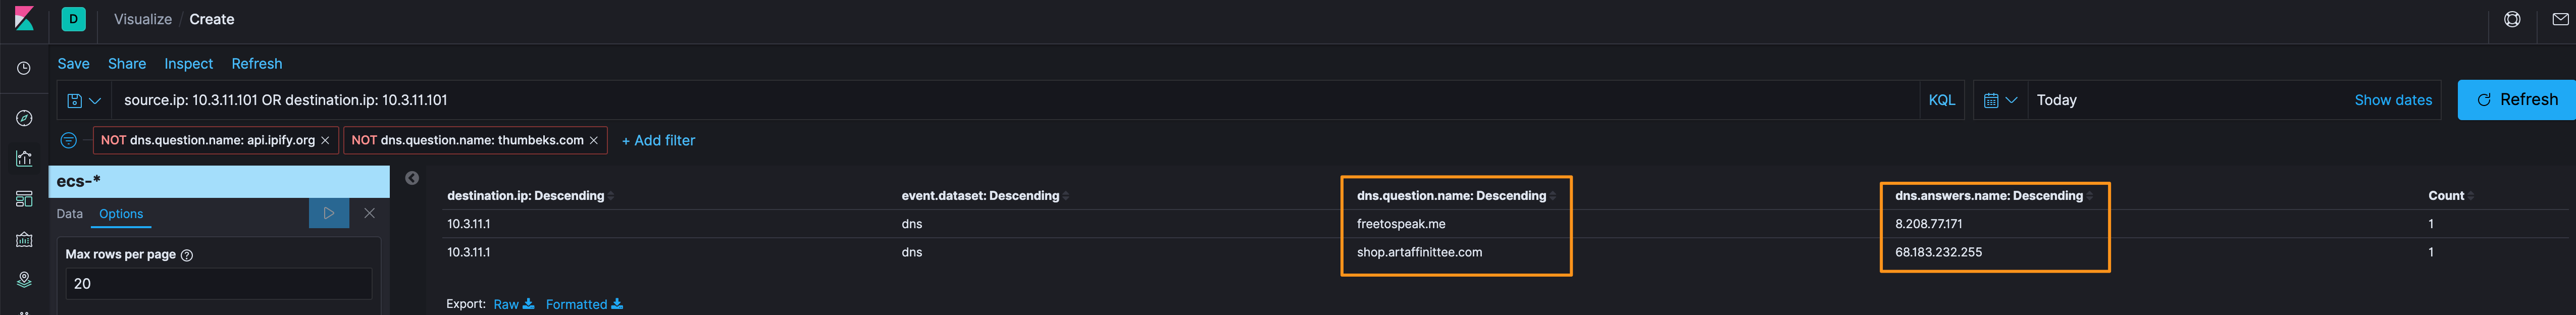 D Visualize / Create
Save Share Inspect Refresh
source.ip: 10.3.11.101 OR destination.ip: 10.3.11.101 KQL Today Show dates Refresh
NOT dns.question.name: api.ipify.org × NOT dns.question.name: thumbeks.com × + Add filter
ecs-*
Data Options
Max rows per page
20
destination.ip: Descending event.dataset: Descending dns.question.name: Descending dns.answers.name: Descending Count
10.3.11.1 dns freetospeak.me 8.208.77.171 1
10.3.11.1 dns shop.artaffinittee.com 68.183.232.255 1
Export: Raw Formatted